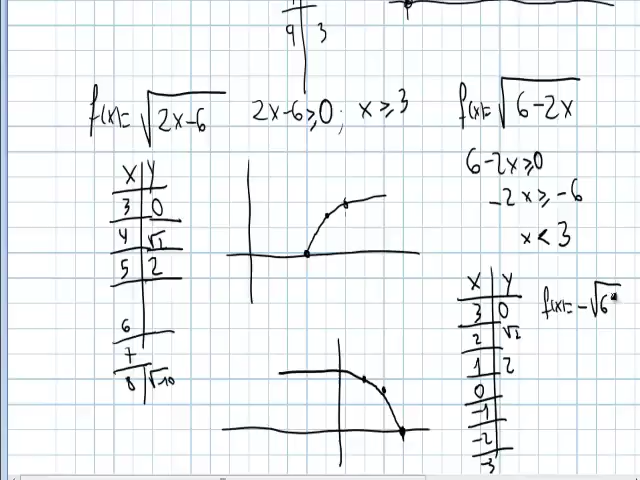 9 3
f(x)= √2x-6 2x-6≥0; x≥3
x y
3 0
4 √2
5 2
6
7
8 √10
f(x)= √6-2x
6-2x≥0
-2x≥-6
x<3
x y
3 0
2 √2
1 2
0
-1
-2
-3
f(x)= -√6